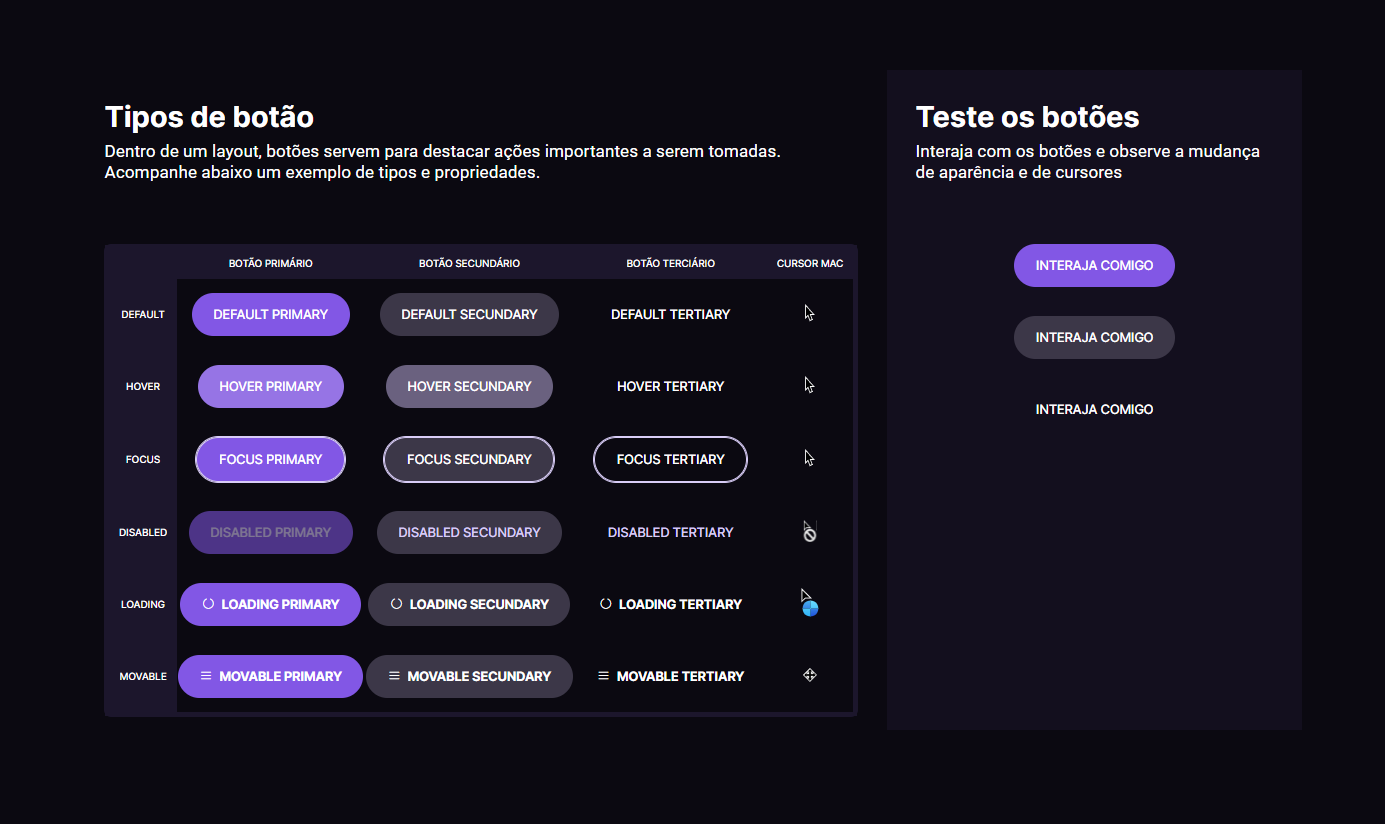 Tipos de botão
Dentro de um layout, botões servem para destacar ações importantes a serem tomadas.
Acompanhe abaixo um exemplo de tipos e propriedades.
BOTÃO PRIMÁRIO BOTÃO SECUNDÁRIO BOTÃO TERCIÁRIO CURSOR MAC
DEFAULT DEFAULT PRIMARY DEFAULT SECUNDARY DEFAULT TERTIARY
HOVER HOVER PRIMARY HOVER SECUNDARY HOVER TERTIARY
FOCUS FOCUS PRIMARY FOCUS SECUNDARY FOCUS TERTIARY
DISABLED DISABLED PRIMARY DISABLED SECUNDARY DISABLED TERTIARY
LOADING LOADING PRIMARY LOADING SECUNDARY LOADING TERTIARY
MOVABLE MOVABLE PRIMARY MOVABLE SECUNDARY MOVABLE TERTIARY
Teste os botões
Interaja com os botões e observe a mudança
de aparência e de cursores
INTERAJA COMIGO
INTERAJA COMIGO
INTERAJA COMIGO